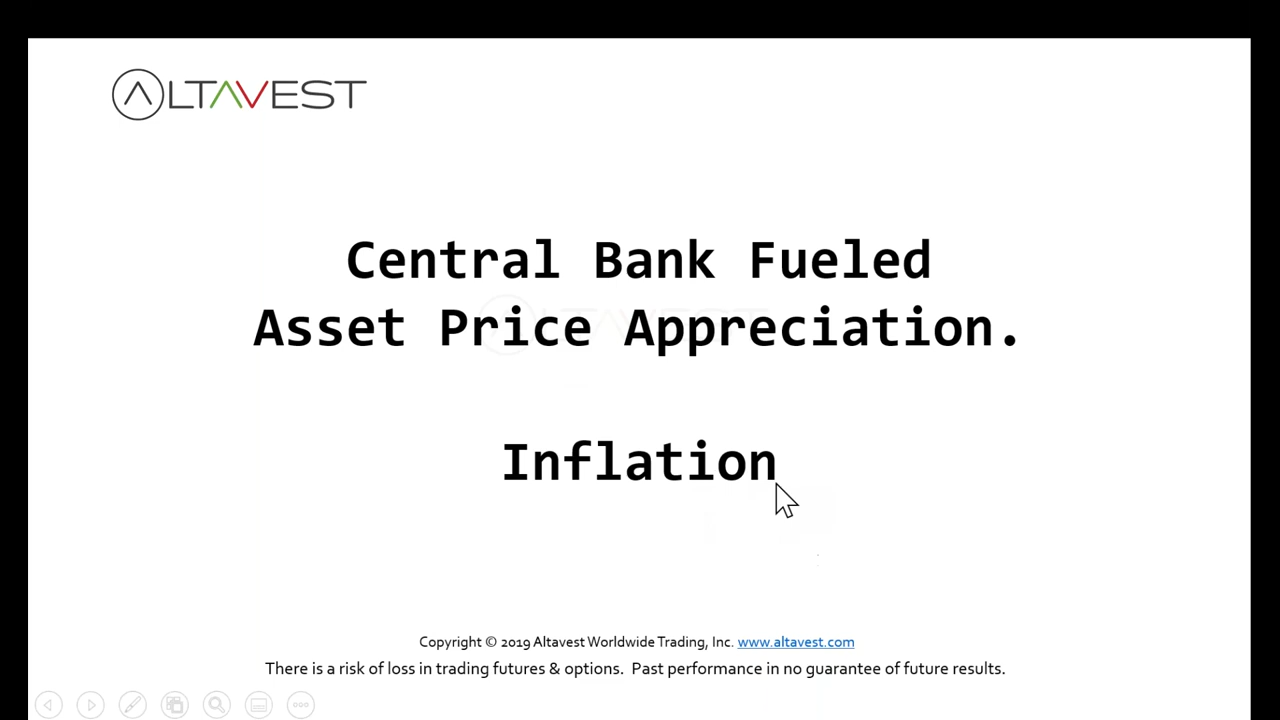 ALTAVEST
Central Bank Fueled
Asset Price Appreciation.
Inflation
Copyright © 2019 Altavest Worldwide Trading, Inc. www.altavest.com
There is a risk of loss in trading futures & options. Past performance in no guarantee of future results.